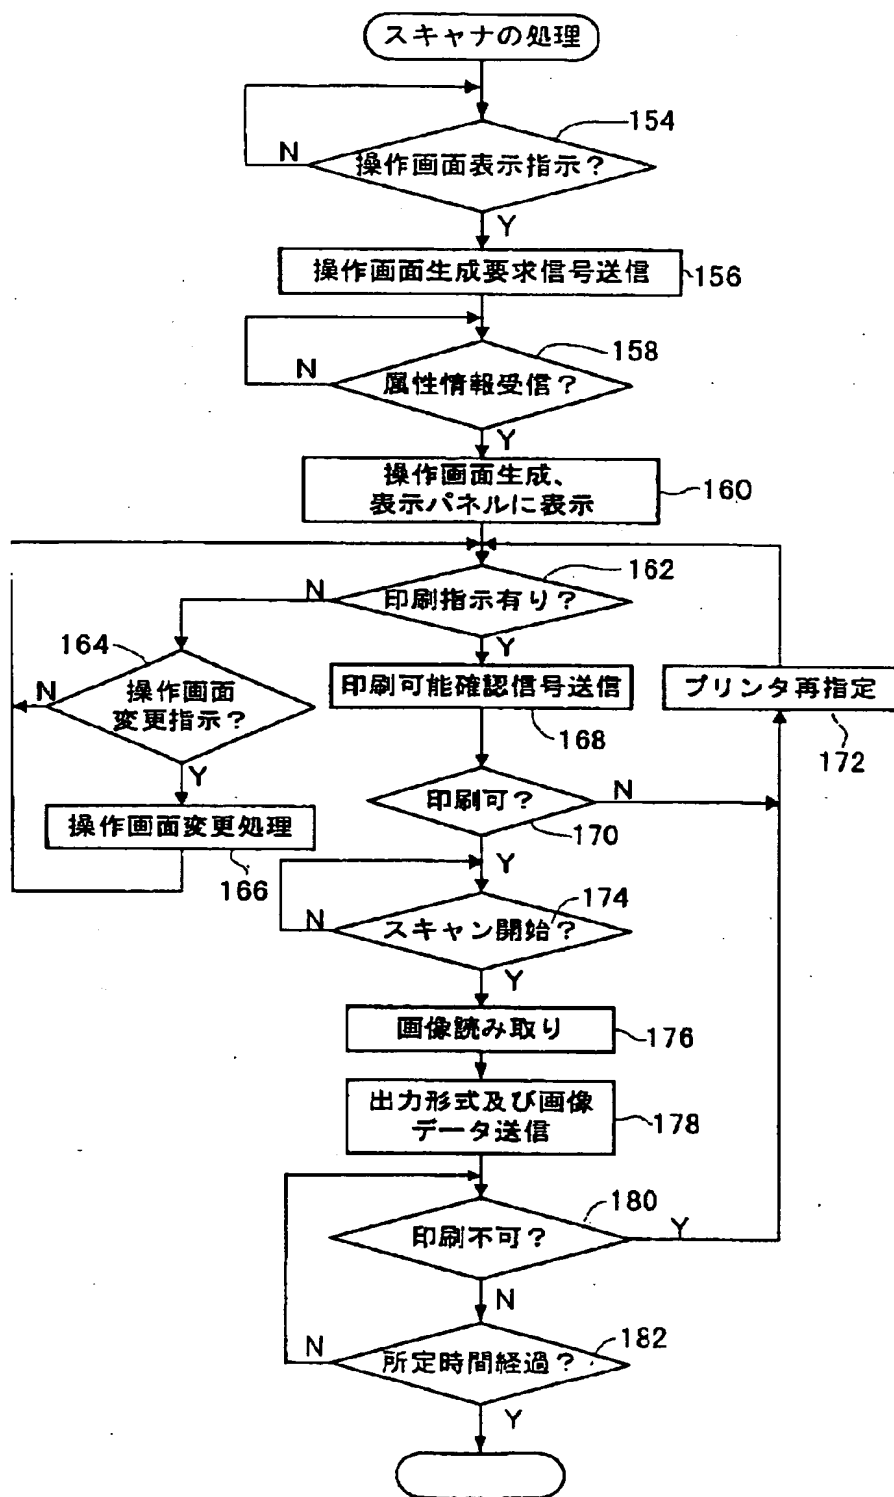 スキャナの処理
154
操作画面表示指示?
N
Y
操作画面生成要求信号送信
156
158
N
属性情報受信?
Y
操作画面生成、
表示パネルに表示
160
162
N
印刷指示有り?
Y
164
N
操作画面
変更指示?
Y
操作画面変更処理
166
印刷可能確認信号送信
168
プリンタ再指定
172
印刷可?
N
170
Y
174
N
スキャン開始?
Y
画像読み取り
176
出力形式及び画像
データ送信
178
180
印刷不可?
Y
N
N
所定時間経過?
182
Y